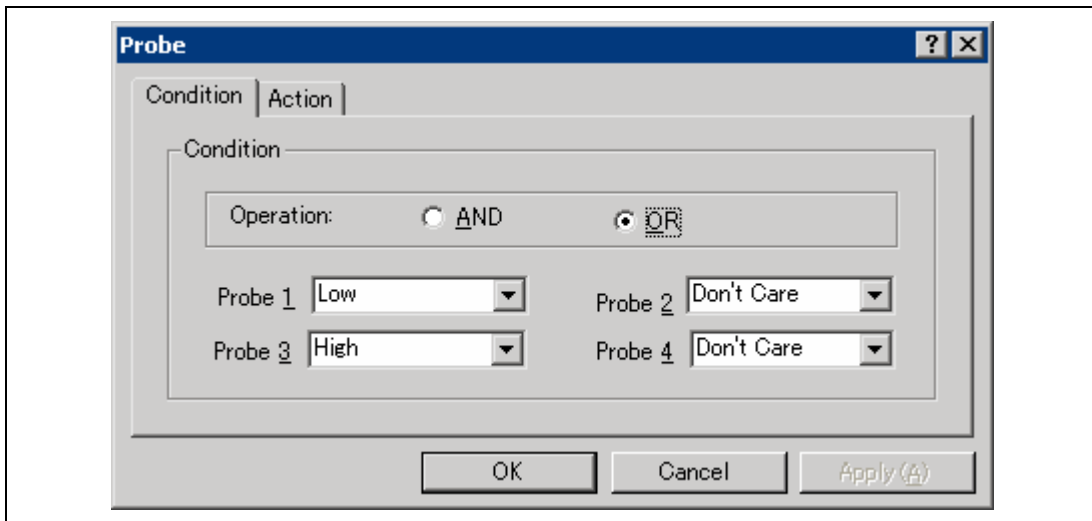 Probe
Condition Action
Condition
Operation: AND OR
Probe 1 Low Probe 2 Don't Care
Probe 3 High Probe 4 Don't Care
OK Cancel Apply(A)